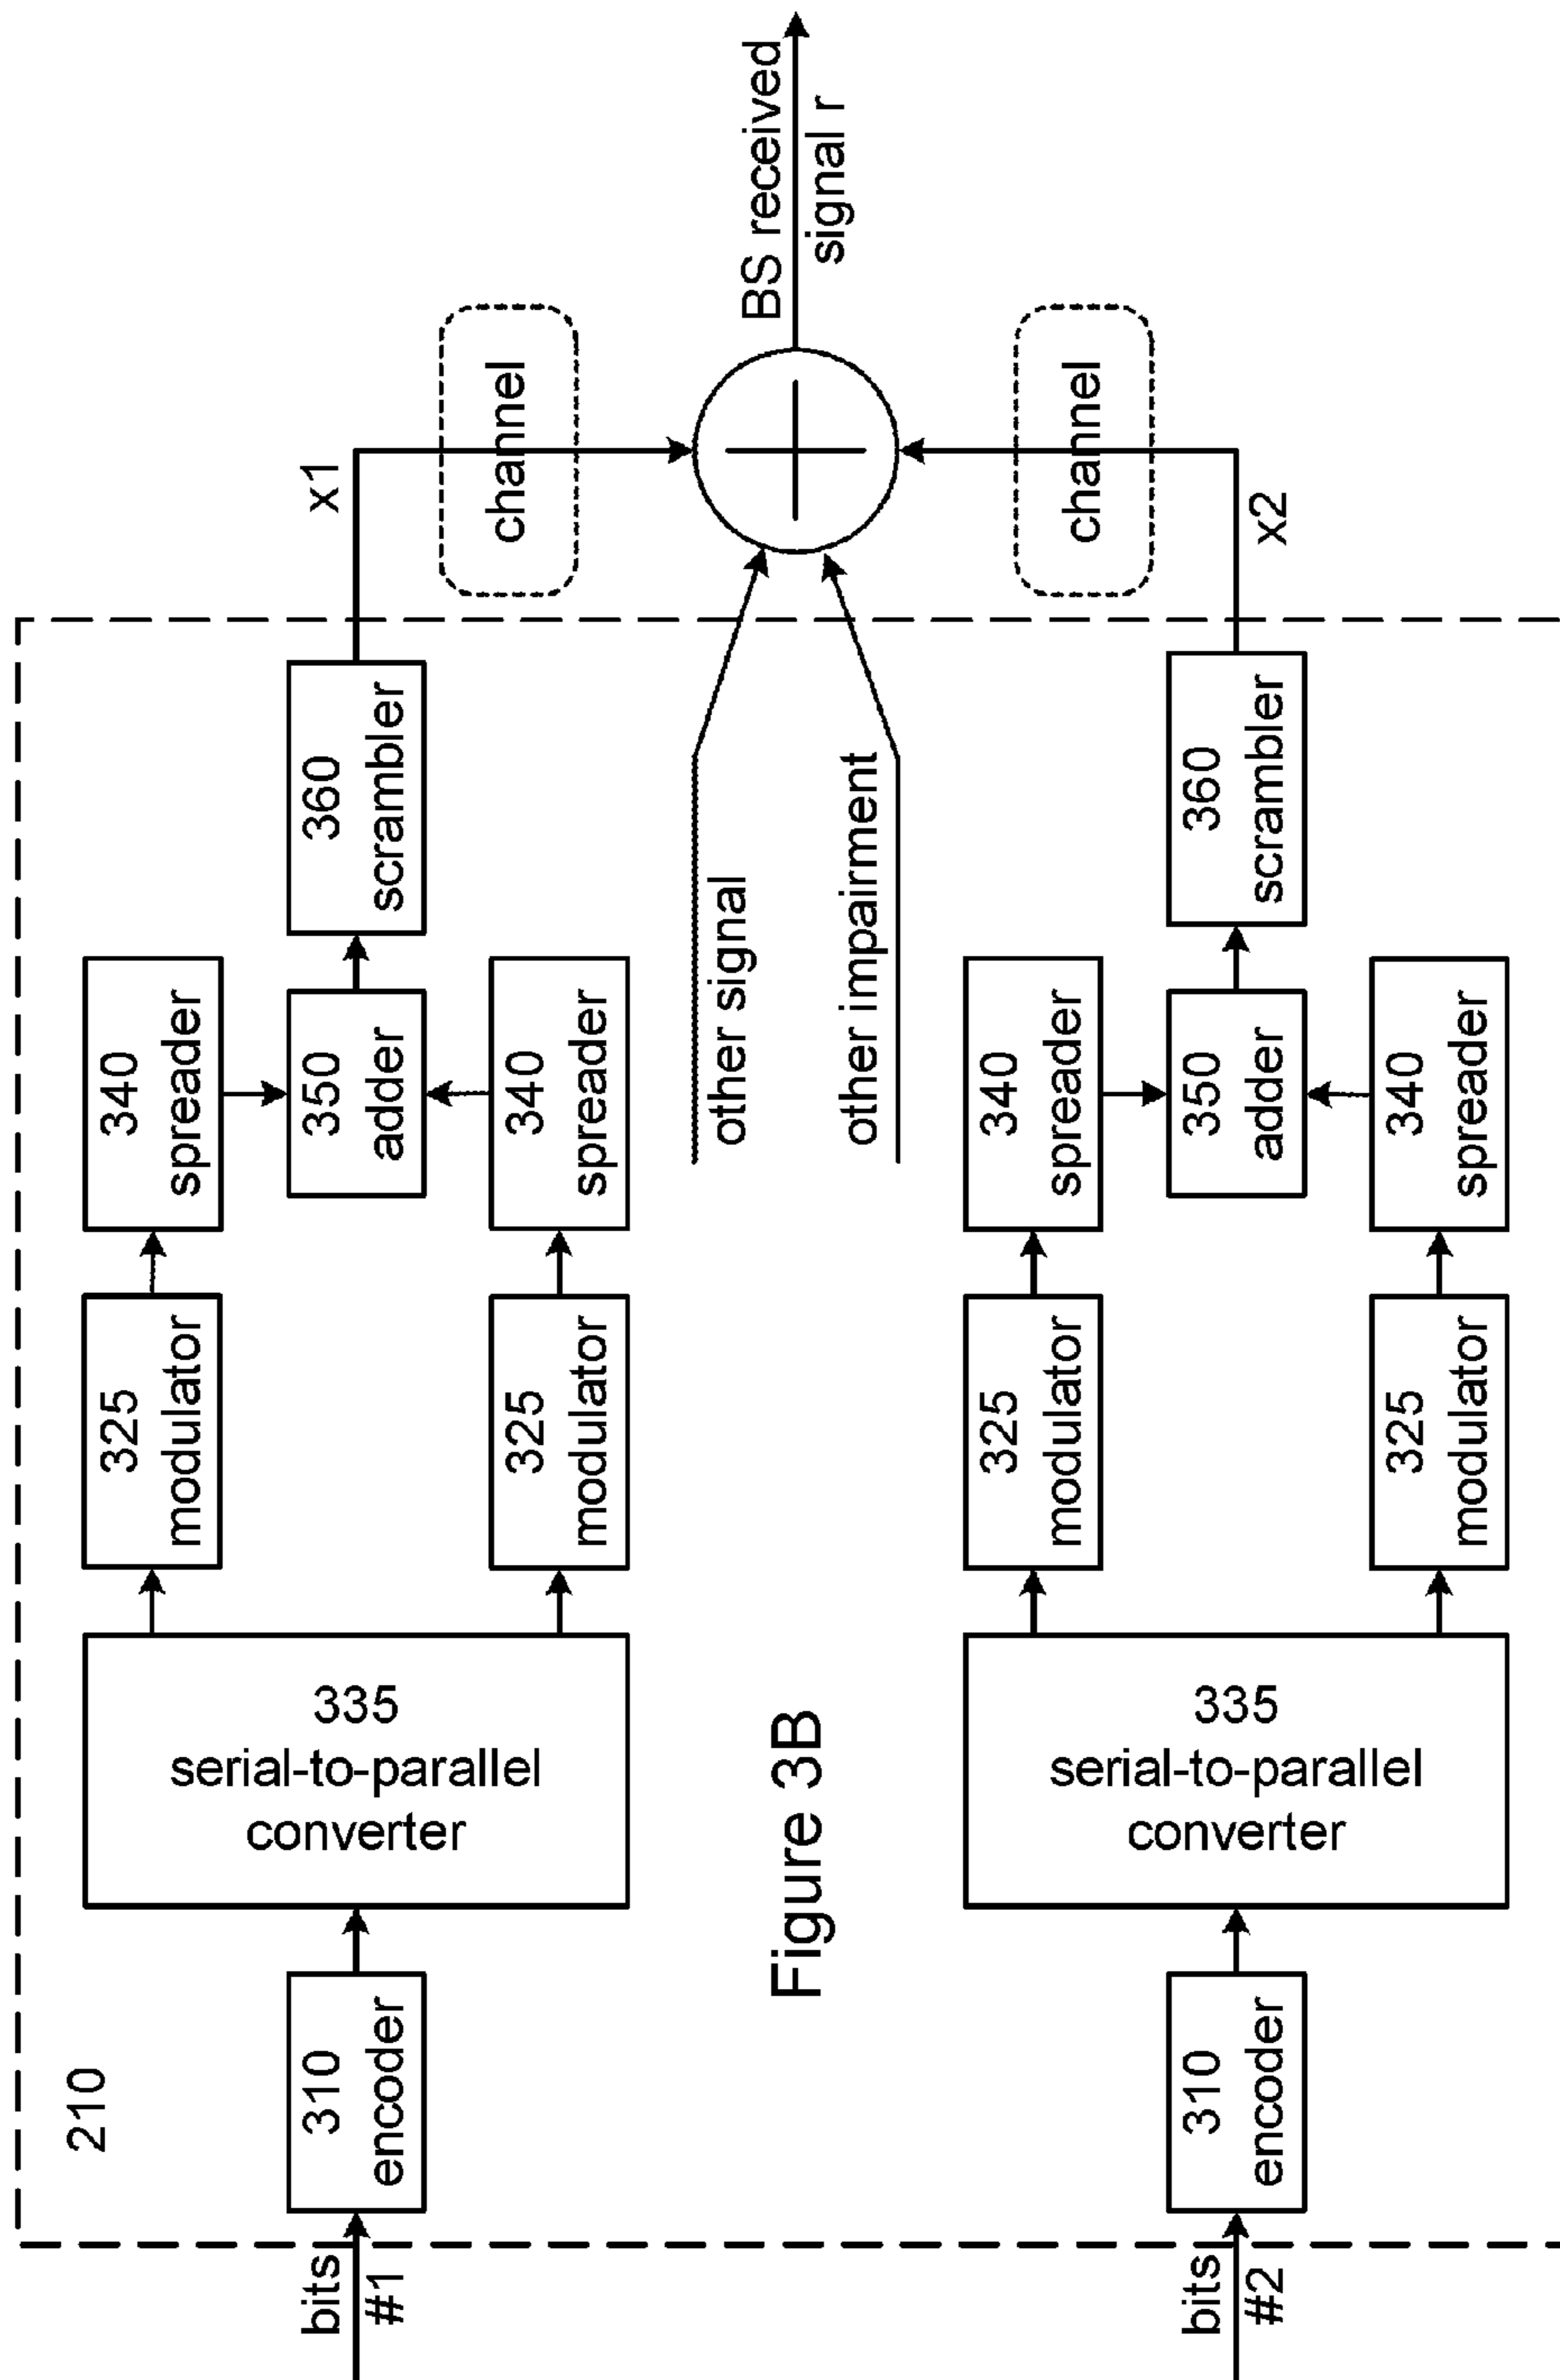 210
bits
#1
310
encoder
335
serial-to-parallel
converter
325
modulator
340
spreader
325
modulator
340
spreader
350
adder
360
scrambler
x1
channel
BS received
signal r
Figure 3B
other signal
other impairment
bits
#2
310
encoder
335
serial-to-parallel
converter
325
modulator
340
spreader
325
modulator
340
spreader
350
adder
360
scrambler
x2
channel